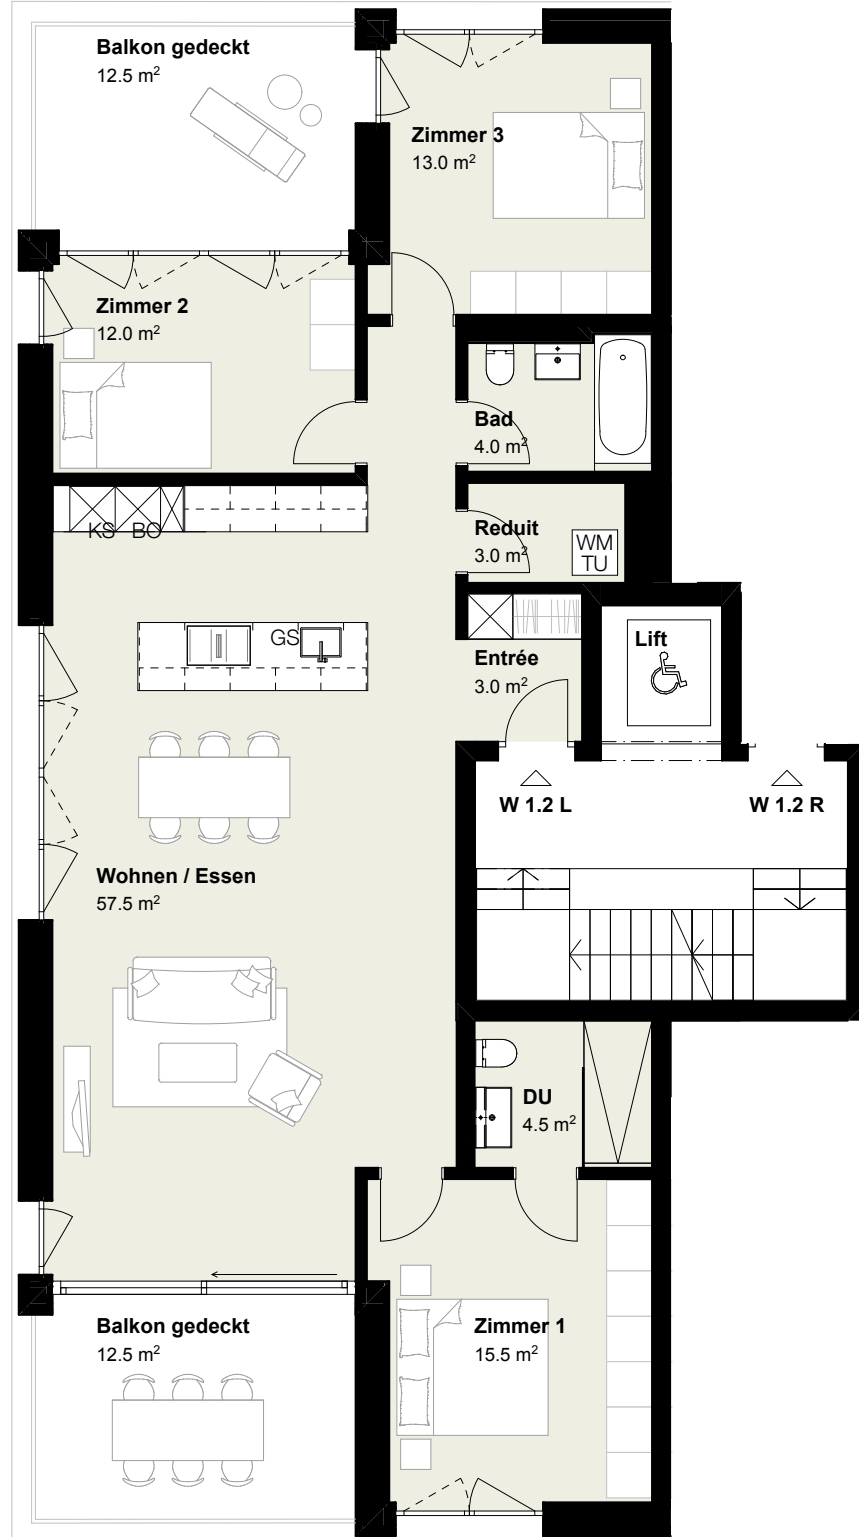 Balkon gedeckt
12.5 m²
Zimmer 3
13.0 m²
Zimmer 2
12.0 m²
Bad
4.0 m²
KS BO
Reduit
3.0 m²
WM
TU
GS
Entrée
3.0 m²
Lift
W 1.2 L
W 1.2 R
Wohnen / Essen
57.5 m²
DU
4.5 m²
Balkon gedeckt
12.5 m²
Zimmer 1
15.5 m²